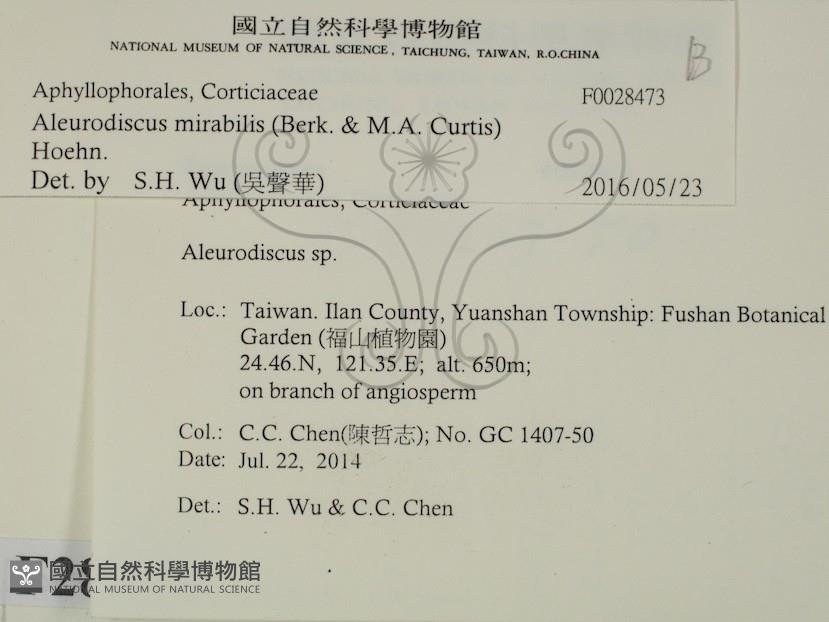 國立自然科學博物館
NATIONAL MUSEUM OF NATURAL SCIENCE, TAICHUNG, TAIWAN, R.O.CHINA
B
Aphyllophorales, Corticiaceae F0028473
Aleurodiscus mirabilis (Berk. & M.A. Curtis)
Hoehn.
Det. by S.H. Wu (吳聲華) 2016/05/23
Aphyllophorales, Corticiaceae
Aleurodiscus sp.
Loc.: Taiwan. Ilan County, Yuanshan Township: Fushan Botanical
Garden (福山植物園)
24.46.N, 121.35.E; alt. 650m;
on branch of angiosperm
Col.: C.C. Chen(陳哲志); No. GC 1407-50
Date: Jul. 22, 2014
Det.: S.H. Wu & C.C. Chen
國立自然科學博物館
NATIONAL MUSEUM OF NATURAL SCIENCE